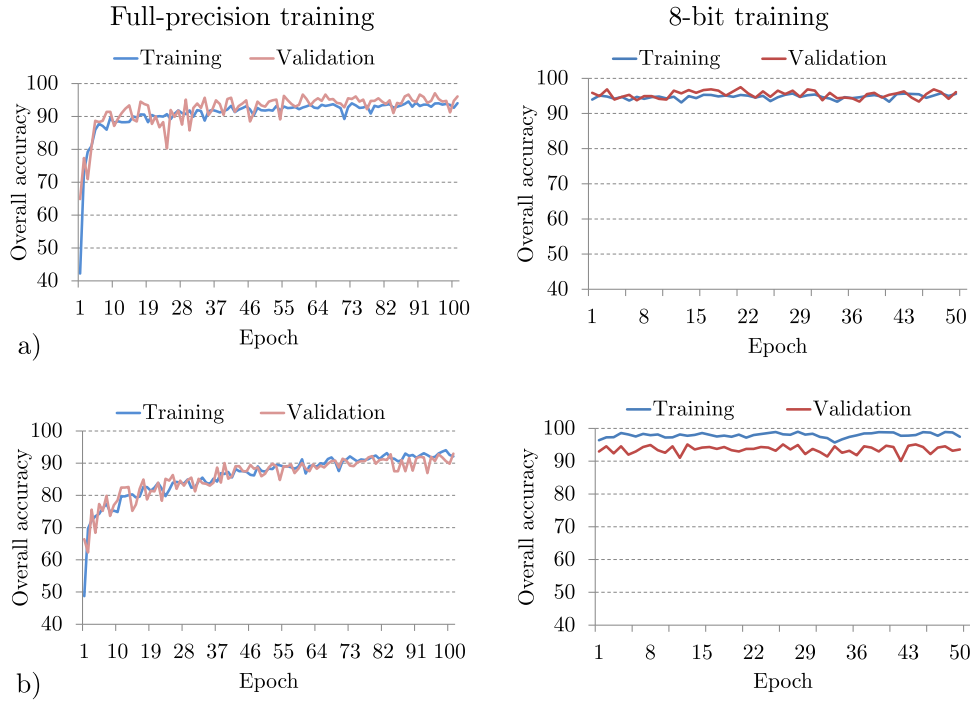 Full-precision training
8-bit training
Training Validation
Training Validation
100
90
80
70
60
50
40
Overall accuracy
1 10 19 28 37 46 55 64 73 82 91 100
Epoch
a)
100
90
80
70
60
50
40
Overall accuracy
1 8 15 22 29 36 43 50
Epoch
Training Validation
Training Validation
100
90
80
70
60
50
40
Overall accuracy
1 10 19 28 37 46 55 64 73 82 91 100
Epoch
b)
100
90
80
70
60
50
40
Overall accuracy
1 8 15 22 29 36 43 50
Epoch